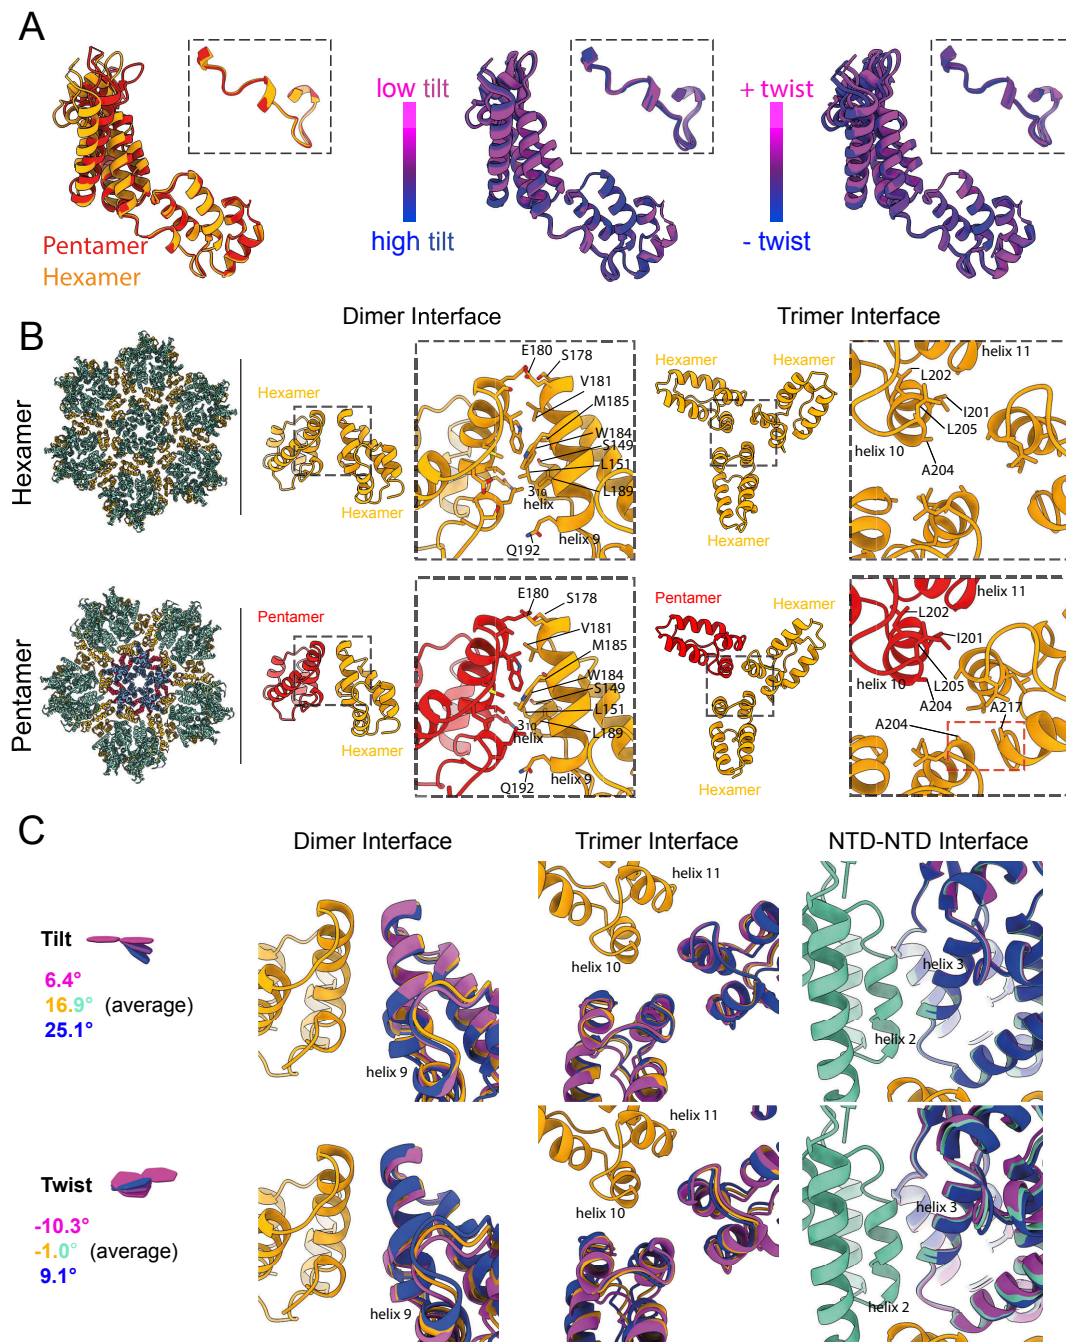 A
low tilt
high tilt
+ twist
- twist
Pentamer
Hexamer
B
Dimer Interface
Trimer Interface
Hexamer
Hexamer
Hexamer
E180
S178
V181
M185
W184
S149
L151
L189
3₁₀
helix
helix 9
Q192
Hexamer
Hexamer
Hexamer
helix 11
L202
I201
L205
helix 10
A204
Pentamer
Pentamer
Hexamer
E180
S178
V181
M185
W184
S149
L151
L189
3₁₀
helix
helix 9
Q192
Pentamer
Hexamer
Hexamer
helix 11
L202
I201
helix 10
L205
A204
A217
A204
C
Dimer Interface
Trimer Interface
NTD-NTD Interface
Tilt
6.4°
16.9° (average)
25.1°
helix 9
helix 11
helix 10
helix 3
helix 2
Twist
-10.3°
-1.0° (average)
9.1°
helix 9
helix 11
helix 10
helix 3
helix 2